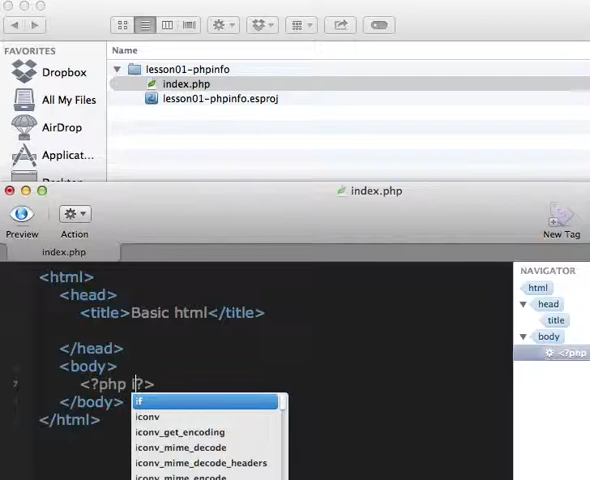 FAVORITES
Dropbox
All My Files
AirDrop
Applicat...
Name
lesson01-phpinfo
index.php
lesson01-phpinfo.esproj
index.php
Preview
Action
New Tag
index.php
<html>
<head>
<title>Basic html</title>
</head>
<body>
7
<?php i?>
</body>
</html>
if
iconv
iconv_get_encoding
iconv_mime_decode
iconv_mime_decode_headers
iconv_mime_encode
NAVIGATOR
html
head
title
body
<?php